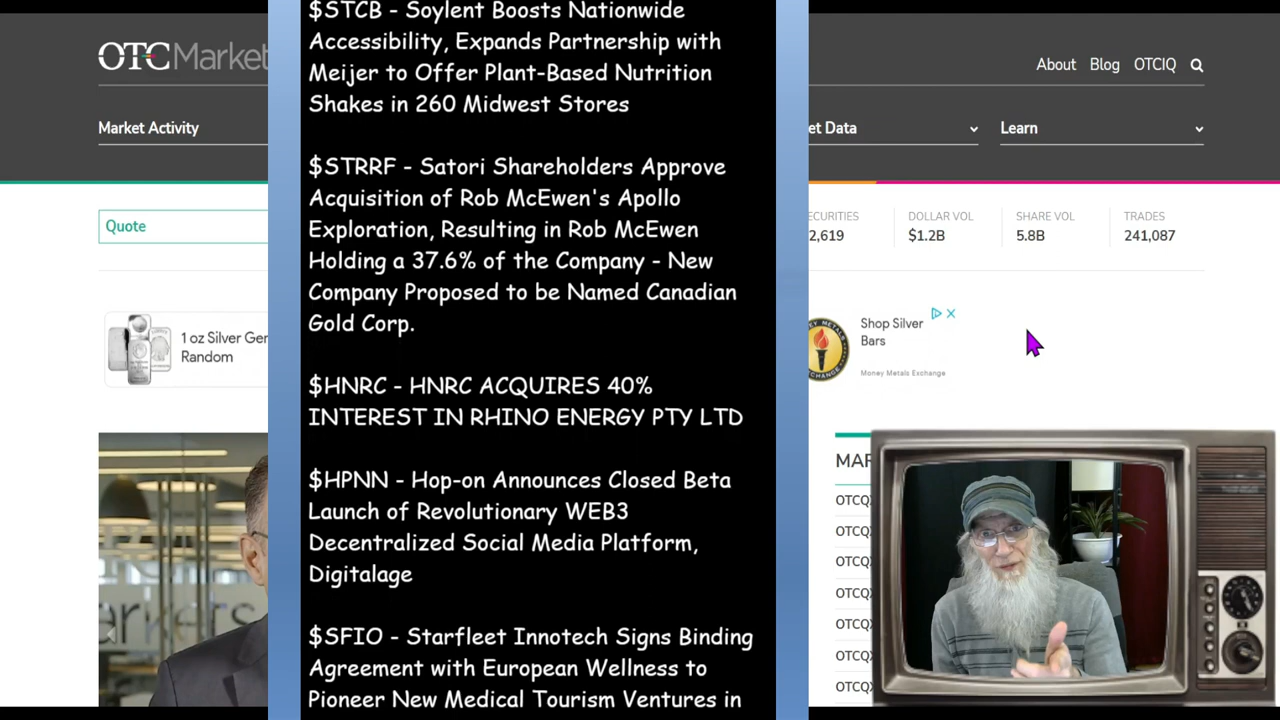 $STCB - Soylent Boosts Nationwide
Accessibility, Expands Partnership with
Meijer to Offer Plant-Based Nutrition
Shakes in 260 Midwest Stores
$STRRF - Satori Shareholders Approve
Acquisition of Rob McEwen's Apollo
Exploration, Resulting in Rob McEwen
Holding a 37.6% of the Company - New
Company Proposed to be Named Canadian
Gold Corp.
$HNRC - HNRC ACQUIRES 40%
INTEREST IN RHINO ENERGY PTY LTD
$HPNN - Hop-on Announces Closed Beta
Launch of Revolutionary WEB3
Decentralized Social Media Platform,
Digitalage
$SFIO - Starfleet Innotech Signs Binding
Agreement with European Wellness to
Pioneer New Medical Tourism Ventures in
OTC Market
About Blog OTCIQ
Market Activity
et Data
Learn
Quote
CURITIES DOLLAR VOL SHARE VOL TRADES
2,619 $1.2B 5.8B 241,087
1 oz Silver Ger
Random
Shop Silver
Bars
Money Metals Exchange
MAR
OTCQ
OTCQ
OTCQ
OTCQ
OTCQ
OTCQ
OTCQ